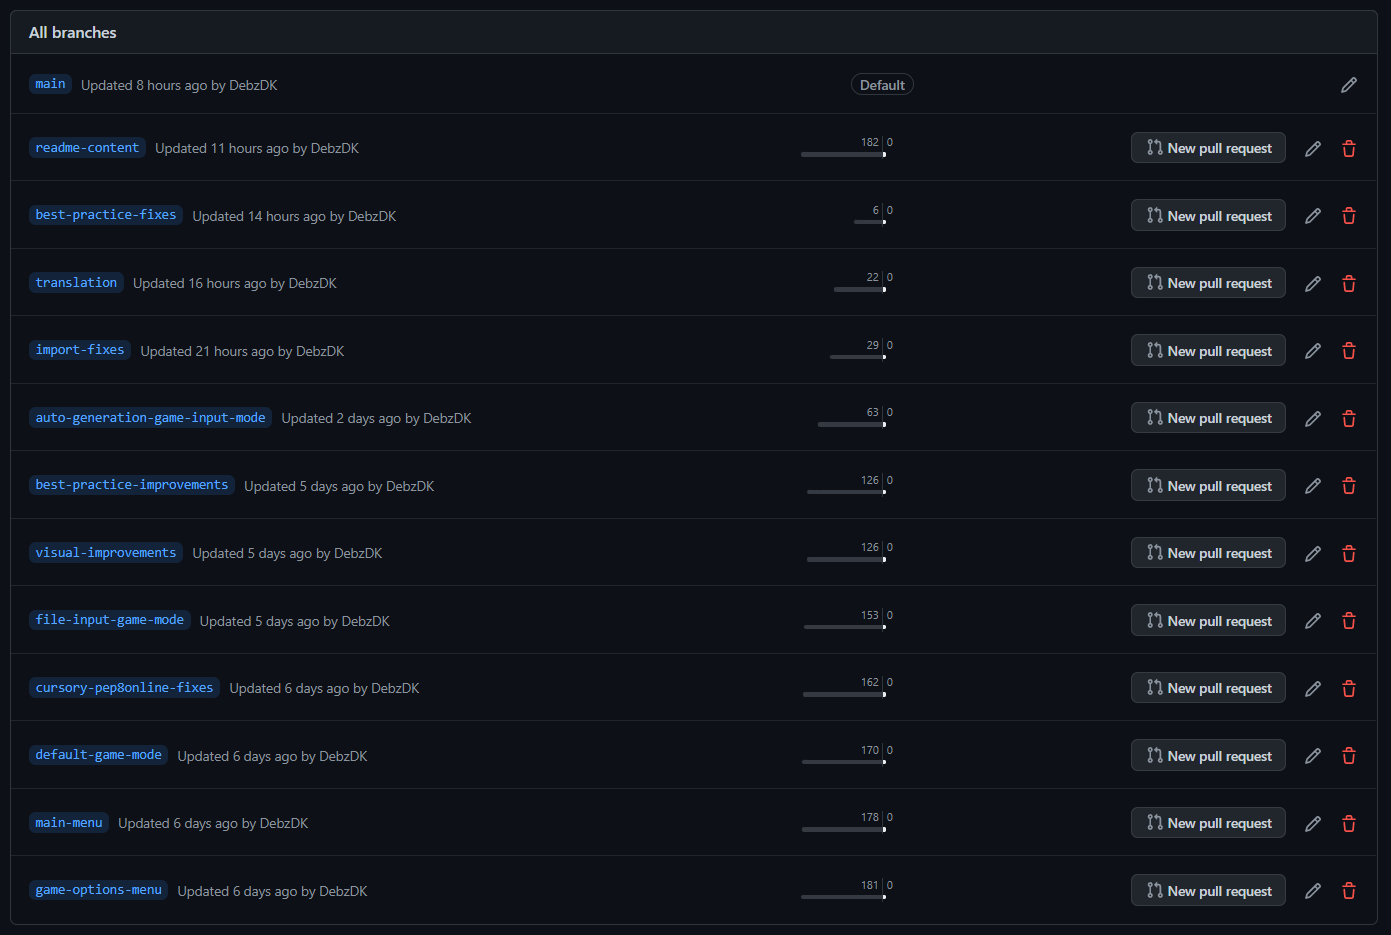 All branches
main Updated 8 hours ago by DebzDK Default
readme-content Updated 11 hours ago by DebzDK 182 0 New pull request
best-practice-fixes Updated 14 hours ago by DebzDK 6 0 New pull request
translation Updated 16 hours ago by DebzDK 22 0 New pull request
import-fixes Updated 21 hours ago by DebzDK 29 0 New pull request
auto-generation-game-input-mode Updated 2 days ago by DebzDK 63 0 New pull request
best-practice-improvements Updated 5 days ago by DebzDK 126 0 New pull request
visual-improvements Updated 5 days ago by DebzDK 126 0 New pull request
file-input-game-mode Updated 5 days ago by DebzDK 153 0 New pull request
cursory-pep8online-fixes Updated 6 days ago by DebzDK 162 0 New pull request
default-game-mode Updated 6 days ago by DebzDK 170 0 New pull request
main-menu Updated 6 days ago by DebzDK 178 0 New pull request
game-options-menu Updated 6 days ago by DebzDK 181 0 New pull request